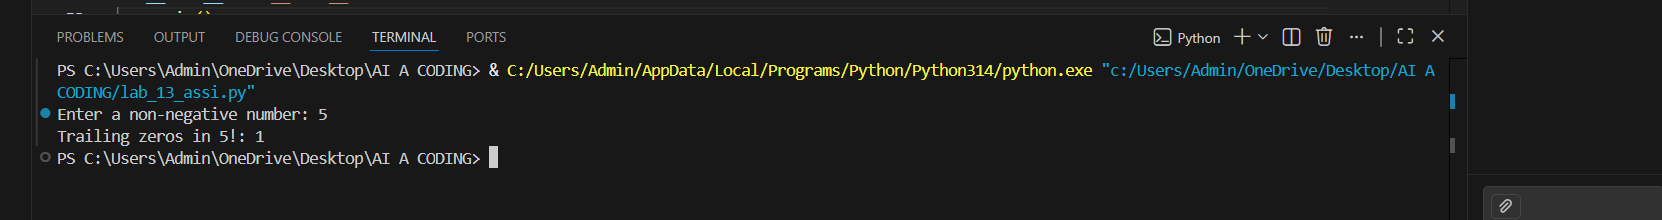 PROBLEMS OUTPUT DEBUG CONSOLE TERMINAL PORTS Python
PS C:\Users\Admin\OneDrive\Desktop\AI A CODING> & C:/Users/Admin/AppData/Local/Programs/Python/Python314/python.exe "c:/Users/Admin/OneDrive/Desktop/AI A
CODING/lab_13_assi.py"
Enter a non-negative number: 5
Trailing zeros in 5!: 1
PS C:\Users\Admin\OneDrive\Desktop\AI A CODING>